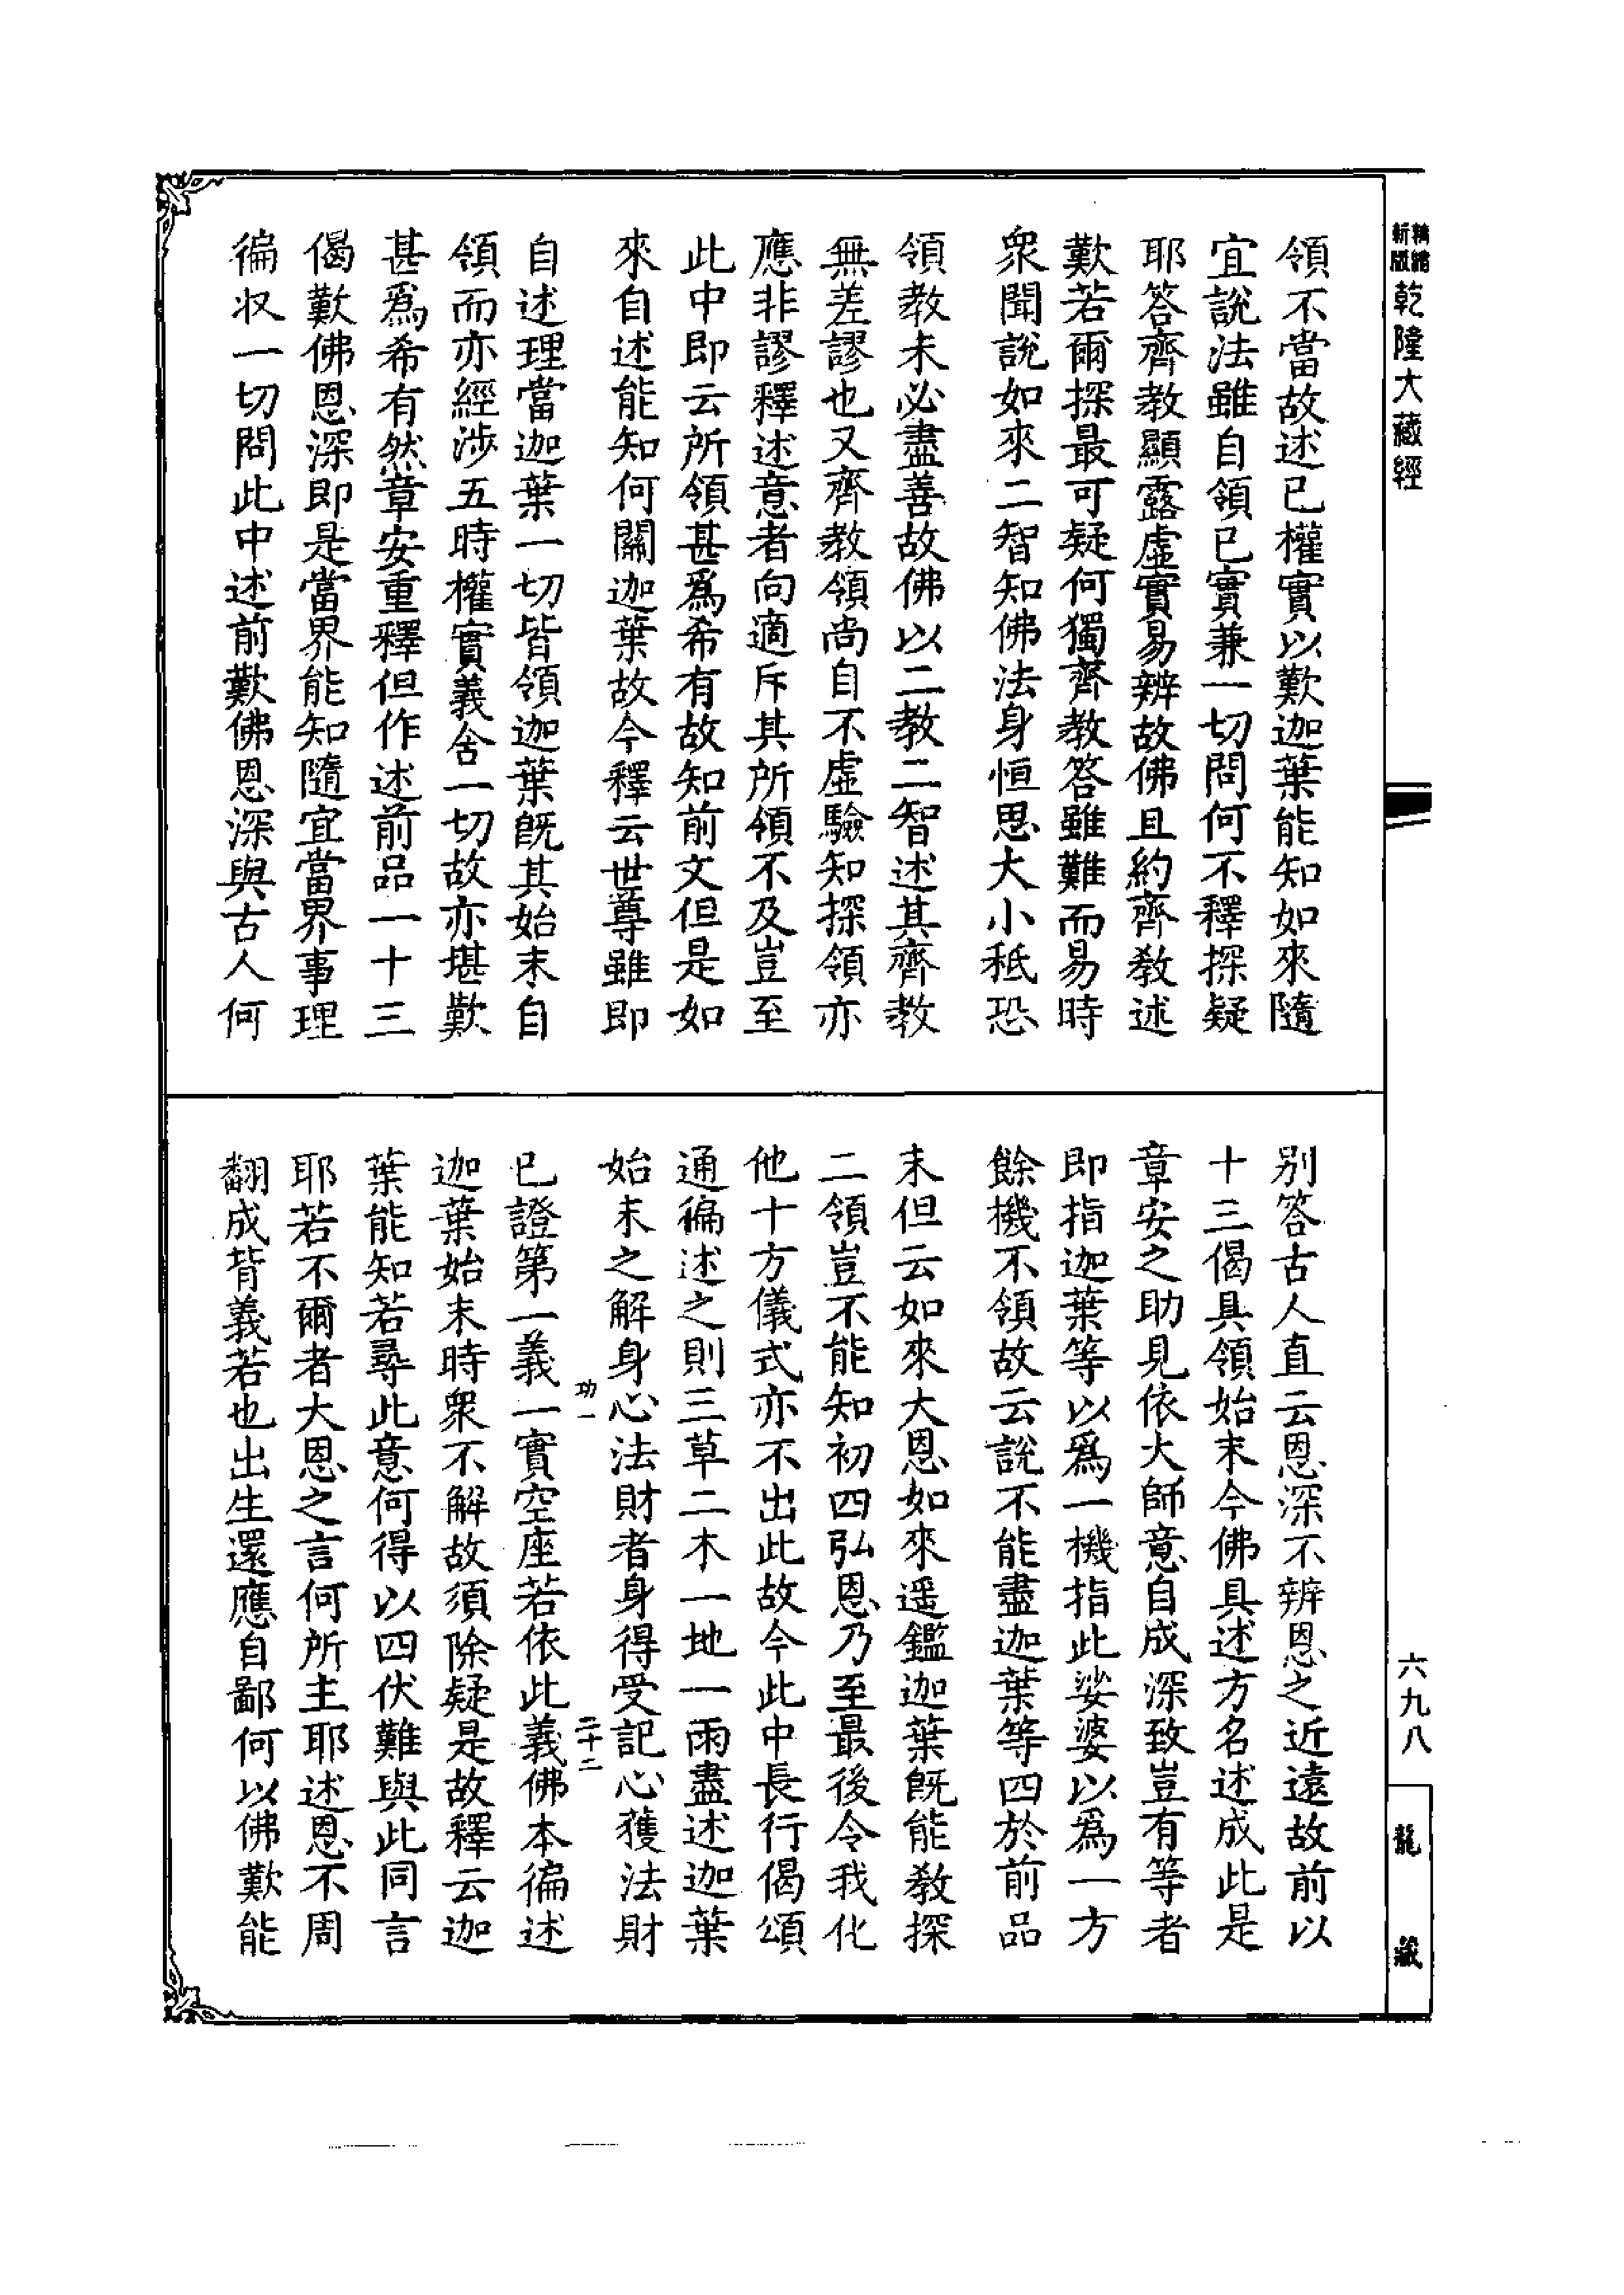 精縮新版乾隆大藏經
領不當故述已權實以歎迦葉能知如來隨
宜説法雖自領已實兼一切問何不釋探疑
耶答齊教顯露虛實易辨故佛且約齊教述
歎若爾探最可疑何獨齊教答雖難而易時
衆聞説如來二智知佛法身恒思大小秖恐
領教未必盡善故佛以二教二智述其齊教
無差謬也又齊教領尚自不虛驗知探領亦
應非謬釋述意者向適斥其所領不及豈至
此中即云所領甚爲希有故知前文但是如
來自述能知何關迦葉故今釋云世尊雖即
自述理當迦葉一切皆領迦葉旣其始末自
領而亦經涉五時權實義含一切故亦堪歎
甚爲希有然章安重釋但作述前品一十三
偈歎佛恩深即是當界能知隨宜當界事理
徧收一切問此中述前歎佛恩深與古人何
别答古人直云恩深不辨恩之近遠故前以
十三偈具領始末今佛具述方名述成此是
章安之助見依大師意自成深致豈有等者
即指迦葉等以爲一機指此娑婆以爲一方
餘機不領故云説不能盡迦葉等四於前品
末但云如來大恩如來遥鑑迦葉旣能教探
二領豈不能知初四弘恩乃至最後令我化
他十方儀式亦不出此故今此中長行偈頌
通徧述之則三草二木一地一雨盡述迦葉
始末之解身心法財者身得受記心獲法財
功一
二十二
已證第一義一實空座若依此義佛本徧述
迦葉始末時衆不解故須除疑是故釋云迦
葉能知若尋此意何得以四伏難與此同言
耶若不爾者大恩之言何所主耶述恩不周
翻成背義若也出生還應自鄙何以佛歎能
六九八
龍藏